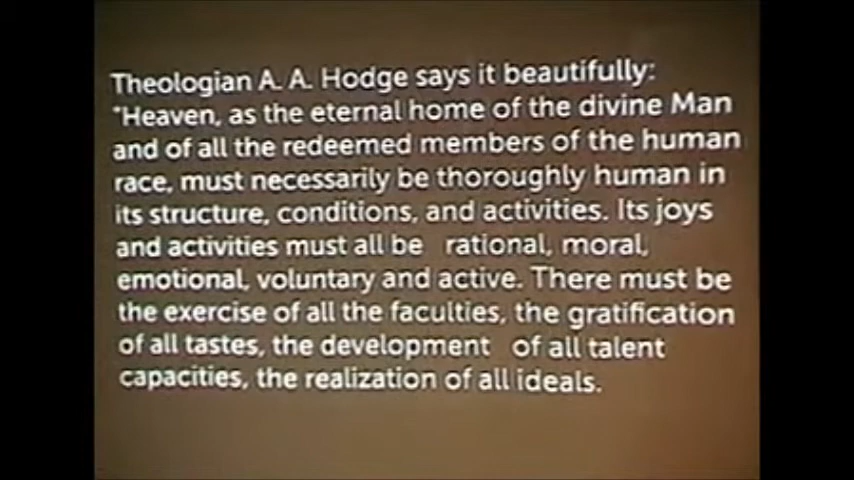 Theologian A. A. Hodge says it beautifully:
"Heaven, as the eternal home of the divine Man
and of all the redeemed members of the human
race, must necessarily be thoroughly human in
its structure, conditions, and activities. Its joys
and activities must all be rational, moral,
emotional, voluntary and active. There must be
the exercise of all the faculties, the gratification
of all tastes, the development of all talent
capacities, the realization of all ideals.